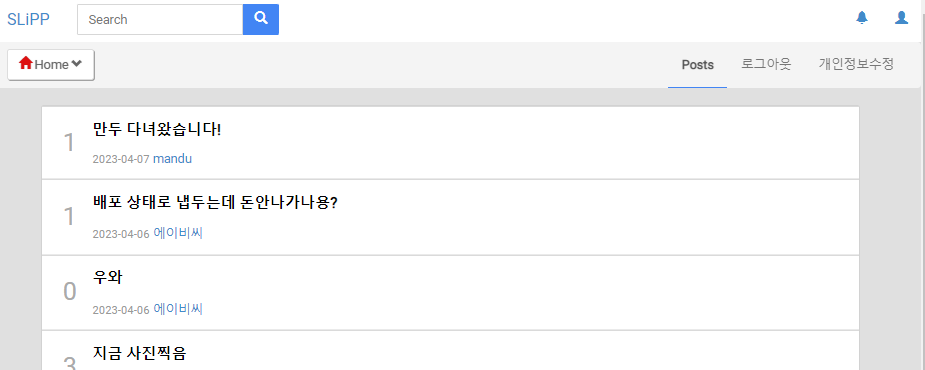 SLiPP Search
Home Posts 로그아웃 개인정보수정
1 만두 다녀왔습니다!
2023-04-07 mandu
1 배포 상태로 냅두는데 돈안나가나용?
2023-04-06 에이비씨
0 우와
2023-04-06 에이비씨
3 지금 사진찍음